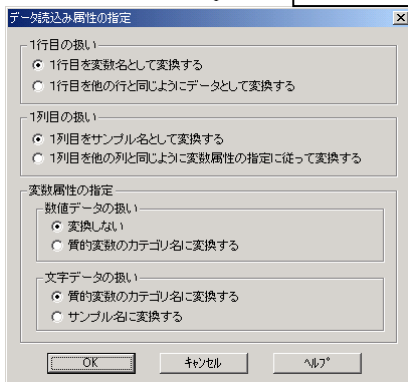 データ読込み属性の指定
1行目の扱い
1行目を変数名として変換する
1行目を他の行と同じようにデータとして変換する
1列目の扱い
1列目をサンプル名として変換する
1列目を他の列と同じように変数属性の指定に従って変換する
変数属性の指定
数値データの扱い
変換しない
質的変数のカテゴリ名に変換する
文字データの扱い
質的変数のカテゴリ名に変換する
サンプル名に変換する
OK キャンセル ヘルプ